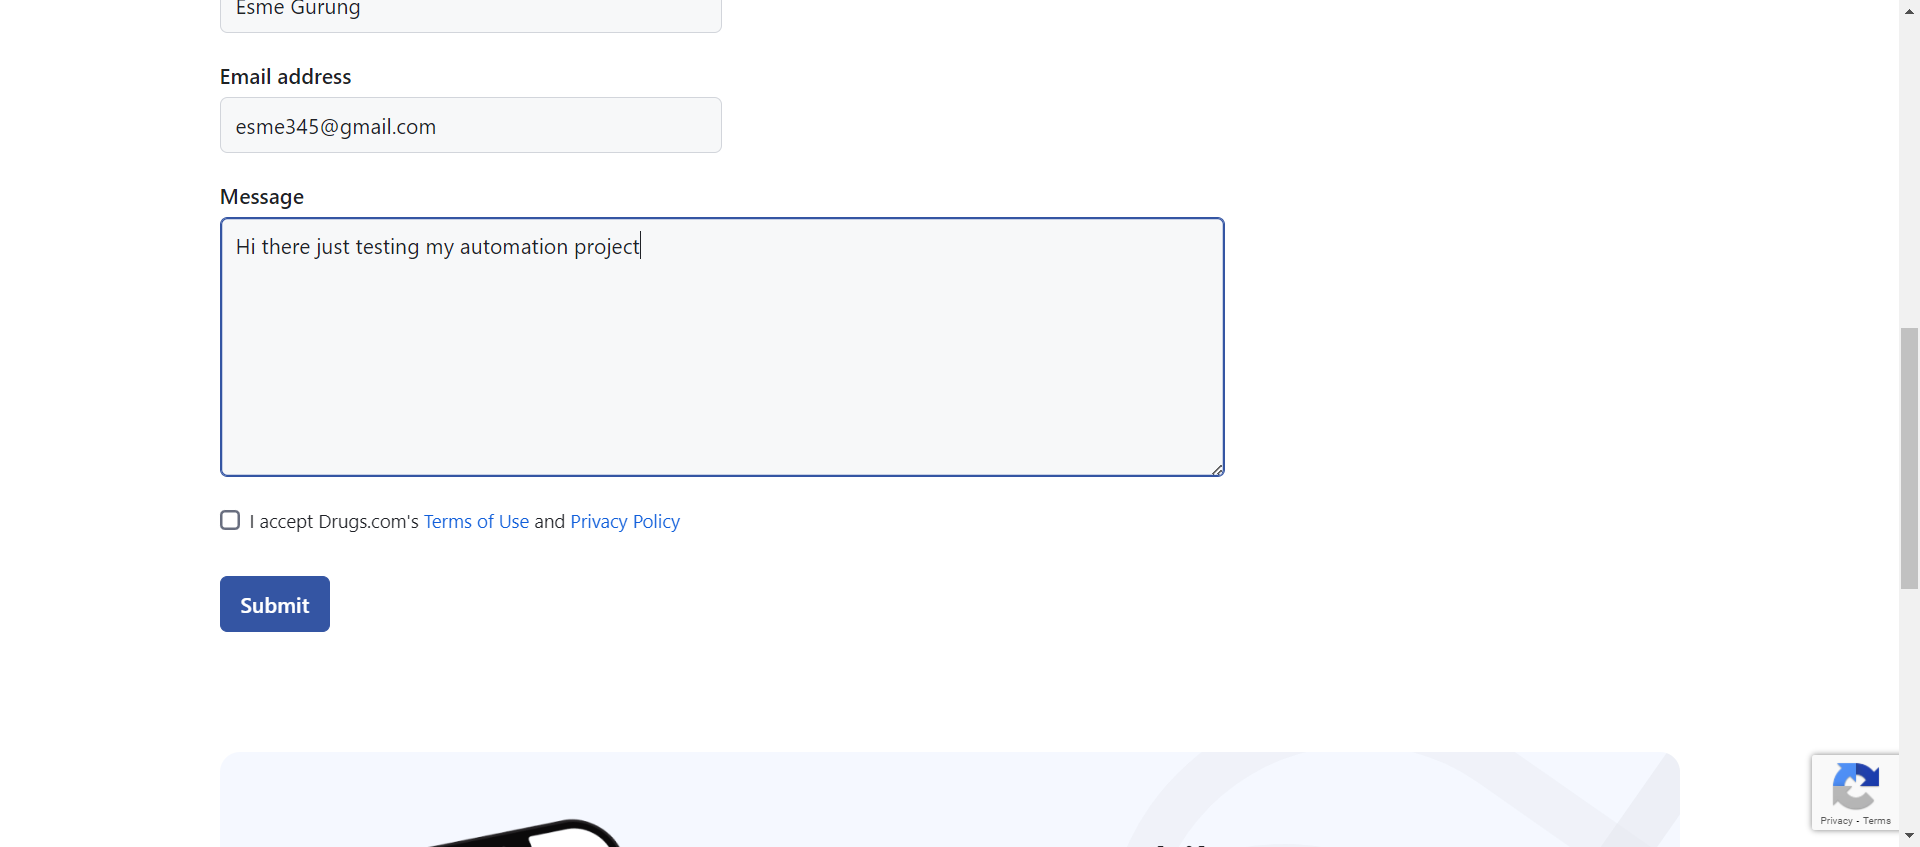 Esme Gurung
Email address
esme345@gmail.com
Message
Hi there just testing my automation project
I accept Drugs.com's Terms of Use and Privacy Policy
Submit
Privacy - Terms